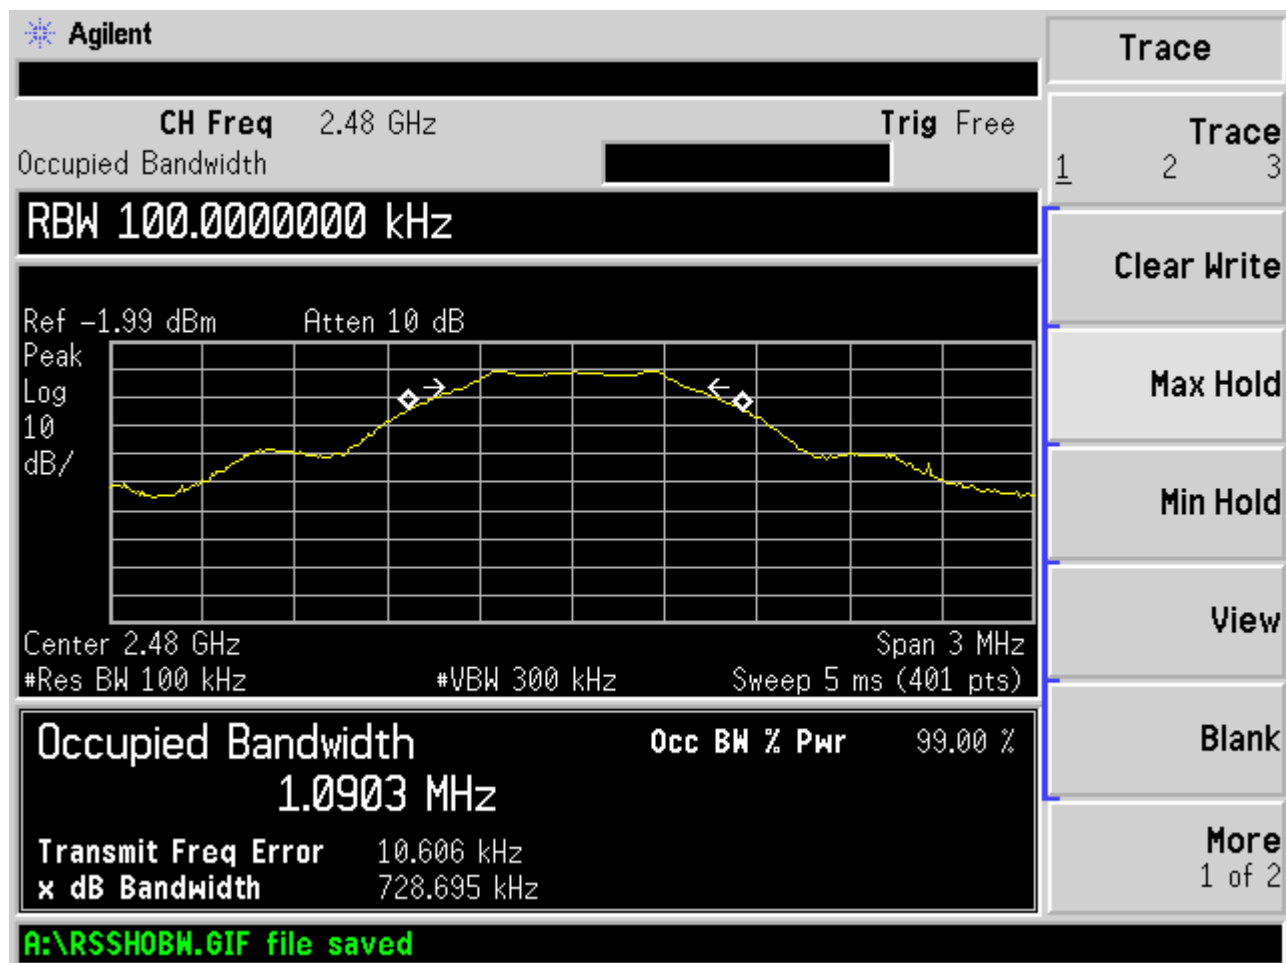 Agilent
Trace
CH Freq 2.48 GHz Trig Free
Occupied Bandwidth
Trace
1 2 3
RBW 100.0000000 kHz
Clear Write
Ref -1.99 dBm Atten 10 dB
Peak
Log
10
dB/
Max Hold
Min Hold
View
Center 2.48 GHz Span 3 MHz
#Res BW 100 kHz #VBW 300 kHz Sweep 5 ms (401 pts)
Occupied Bandwidth Occ BW % Pwr 99.00 %
1.0903 MHz
Blank
Transmit Freq Error 10.606 kHz
x dB Bandwidth 728.695 kHz
More
1 of 2
A:\RSSHOBW.GIF file saved